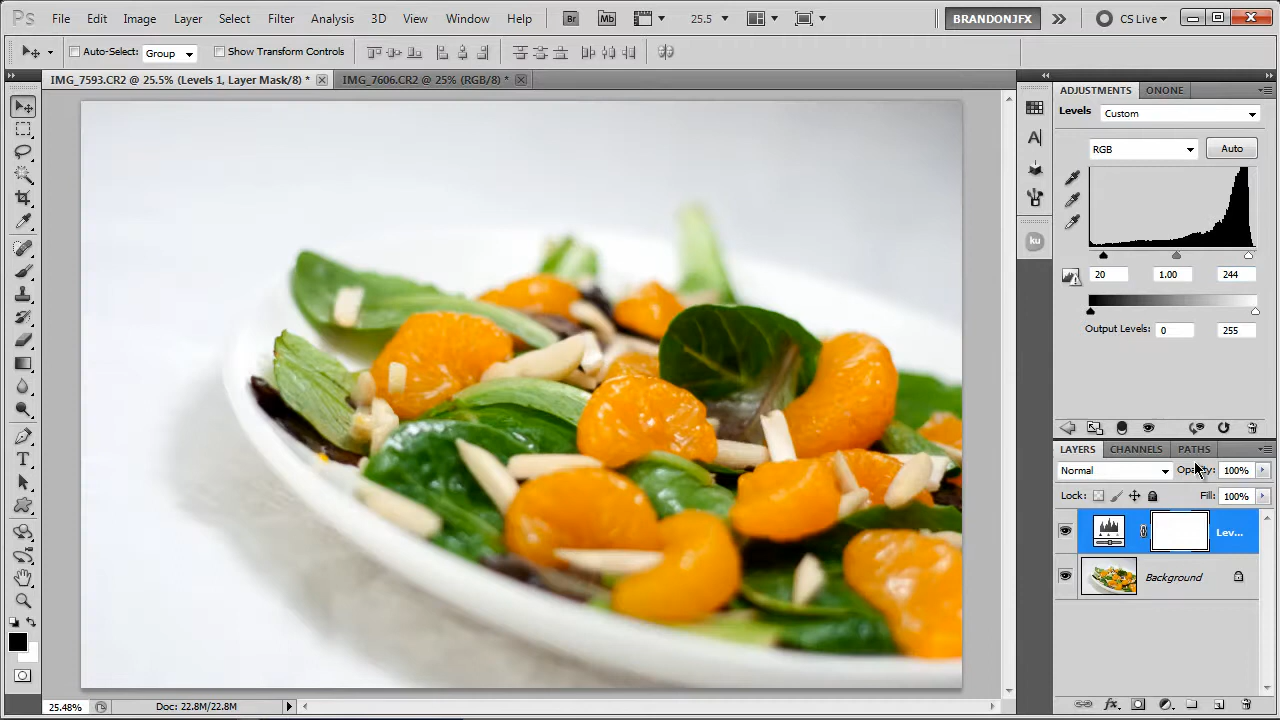 Ps File Edit Image Layer Select Filter Analysis 3D View Window Help Br Mb 25.5 BRANDONJFX CS Live
Auto-Select: Group Show Transform Controls
IMG_7593.CR2 @ 25.5% (Levels 1, Layer Mask/8) * IMG_7606.CR2 @ 25% (RGB/8) *
ADJUSTMENTS ONONE
Levels Custom
RGB Auto
20 1.00 244
Output Levels: 0 255
A
ku
LAYERS CHANNELS PATHS
Normal Opacity: 100%
Lock: Fill: 100%
Lev...
Background
T
fx
25.48% Doc: 22.8M/22.8M